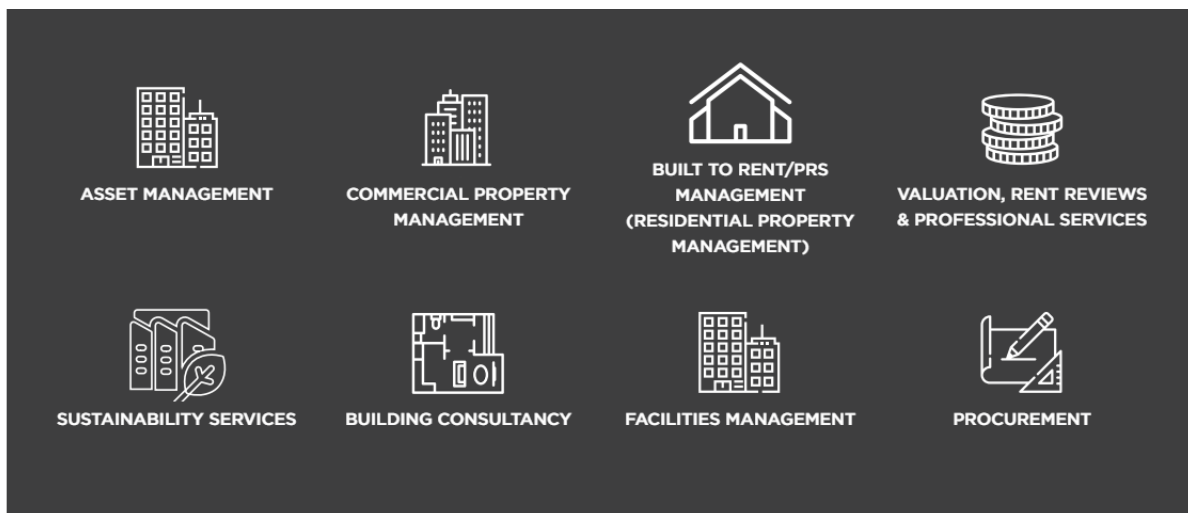 ASSET MANAGEMENT
COMMERCIAL PROPERTY
MANAGEMENT
BUILT TO RENT/PRS
MANAGEMENT
(RESIDENTIAL PROPERTY
MANAGEMENT)
VALUATION, RENT REVIEWS
& PROFESSIONAL SERVICES
SUSTAINABILITY SERVICES
BUILDING CONSULTANCY
FACILITIES MANAGEMENT
PROCUREMENT